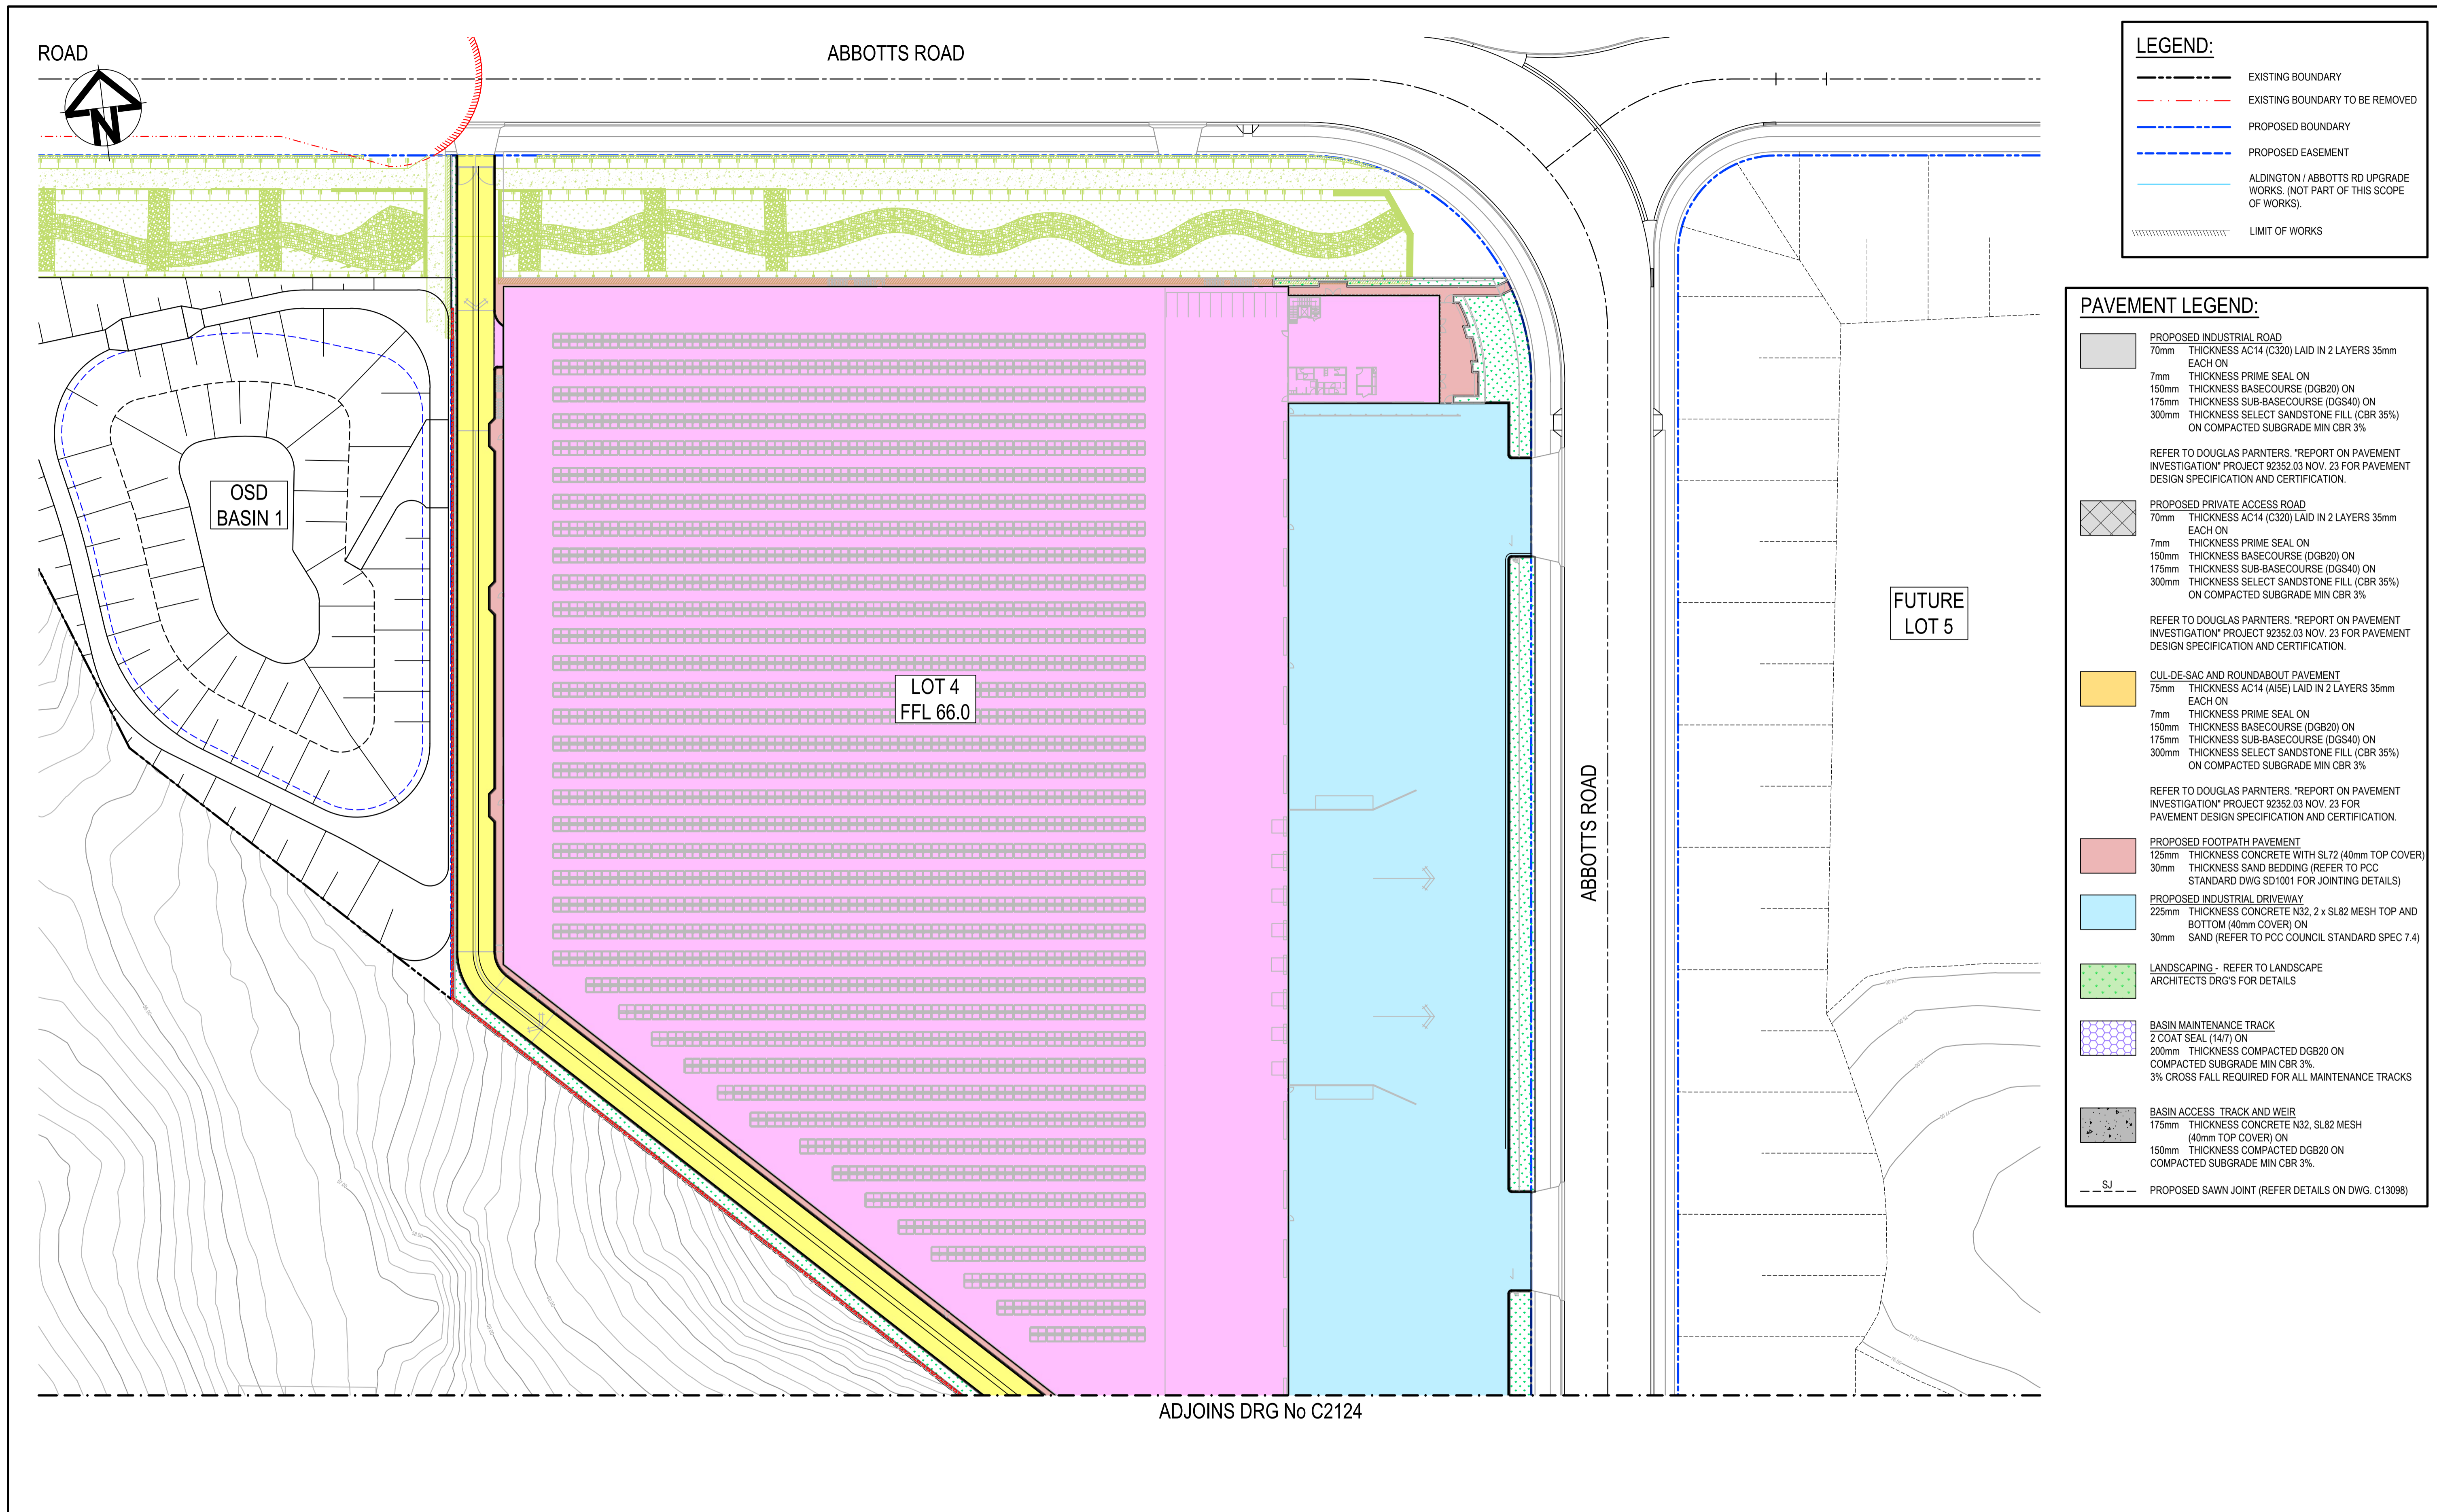 ROAD
ABBOTTS ROAD
N
OSD
BASIN 1
LOT 4
FFL 66.0
ABBOTTS ROAD
FUTURE
LOT 5
ADJOINS DRG No C2124
LEGEND:
EXISTING BOUNDARY
EXISTING BOUNDARY TO BE REMOVED
PROPOSED BOUNDARY
PROPOSED EASEMENT
ALDINGTON / ABBOTTS RD UPGRADE
WORKS. (NOT PART OF THIS SCOPE
OF WORKS).
LIMIT OF WORKS
PAVEMENT LEGEND:
PROPOSED INDUSTRIAL ROAD
70mm THICKNESS AC14 (C320) LAID IN 2 LAYERS 35mm
EACH ON
7mm THICKNESS PRIME SEAL ON
150mm THICKNESS BASECOURSE (DGB20) ON
175mm THICKNESS SUB-BASECOURSE (DGS40) ON
300mm THICKNESS SELECT SANDSTONE FILL (CBR 35%)
ON COMPACTED SUBGRADE MIN CBR 3%
REFER TO DOUGLAS PARNTERS. "REPORT ON PAVEMENT
INVESTIGATION" PROJECT 92352.03 NOV. 23 FOR PAVEMENT
DESIGN SPECIFICATION AND CERTIFICATION.
PROPOSED PRIVATE ACCESS ROAD
70mm THICKNESS AC14 (C320) LAID IN 2 LAYERS 35mm
EACH ON
7mm THICKNESS PRIME SEAL ON
150mm THICKNESS BASECOURSE (DGB20) ON
175mm THICKNESS SUB-BASECOURSE (DGS40) ON
300mm THICKNESS SELECT SANDSTONE FILL (CBR 35%)
ON COMPACTED SUBGRADE MIN CBR 3%
REFER TO DOUGLAS PARNTERS. "REPORT ON PAVEMENT
INVESTIGATION" PROJECT 92352.03 NOV. 23 FOR PAVEMENT
DESIGN SPECIFICATION AND CERTIFICATION.
CUL-DE-SAC AND ROUNDABOUT PAVEMENT
75mm THICKNESS AC14 (AI5E) LAID IN 2 LAYERS 35mm
EACH ON
7mm THICKNESS PRIME SEAL ON
150mm THICKNESS BASECOURSE (DGB20) ON
175mm THICKNESS SUB-BASECOURSE (DGS40) ON
300mm THICKNESS SELECT SANDSTONE FILL (CBR 35%)
ON COMPACTED SUBGRADE MIN CBR 3%
REFER TO DOUGLAS PARNTERS. "REPORT ON PAVEMENT
INVESTIGATION" PROJECT 92352.03 NOV. 23 FOR
PAVEMENT DESIGN SPECIFICATION AND CERTIFICATION.
PROPOSED FOOTPATH PAVEMENT
125mm THICKNESS CONCRETE WITH SL72 (40mm TOP COVER)
30mm THICKNESS SAND BEDDING (REFER TO PCC
STANDARD DWG SD1001 FOR JOINTING DETAILS)
PROPOSED INDUSTRIAL DRIVEWAY
225mm THICKNESS CONCRETE N32, 2 x SL82 MESH TOP AND
BOTTOM (40mm COVER) ON
30mm SAND (REFER TO PCC COUNCIL STANDARD SPEC 7.4)
LANDSCAPING - REFER TO LANDSCAPE
ARCHITECTS DRG'S FOR DETAILS
BASIN MAINTENANCE TRACK
2 COAT SEAL (14/7) ON
200mm THICKNESS COMPACTED DGB20 ON
COMPACTED SUBGRADE MIN CBR 3%.
3% CROSS FALL REQUIRED FOR ALL MAINTENANCE TRACKS
BASIN ACCESS TRACK AND WEIR
175mm THICKNESS CONCRETE N32, SL82 MESH
(40mm TOP COVER) ON
150mm THICKNESS COMPACTED DGB20 ON
COMPACTED SUBGRADE MIN CBR 3%.
SJ
PROPOSED SAWN JOINT (REFER DETAILS ON DWG. C13098)